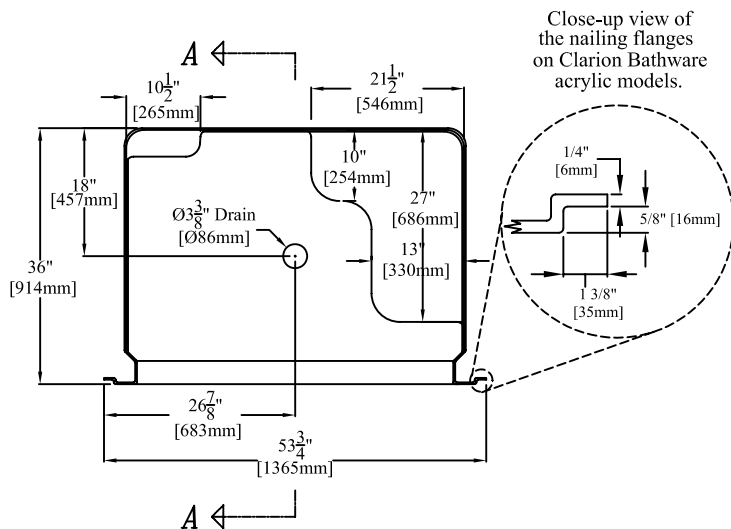 Close-up view of
the nailing flanges
on Clarion Bathware
acrylic models.
A
10 1/2"
[265mm]
21 1/2"
[546mm]
18"
[457mm]
10"
[254mm]
27"
[686mm]
1/4"
[6mm]
5/8" [16mm]
Ø3 3/8" Drain
[Ø86mm]
13"
[330mm]
36"
[914mm]
1 3/8"
[35mm]
26 7/8"
[683mm]
53 3/4"
[1365mm]
A